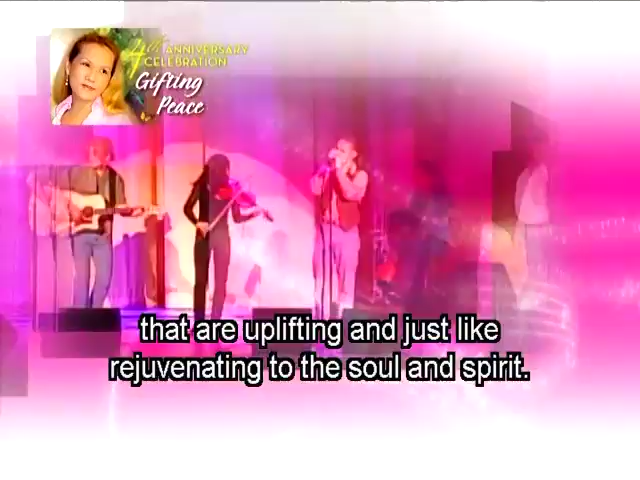 4th ANNIVERSARY
CELEBRATION
Gifting
Peace
that are uplifting and just like
rejuvenating to the soul and spirit.